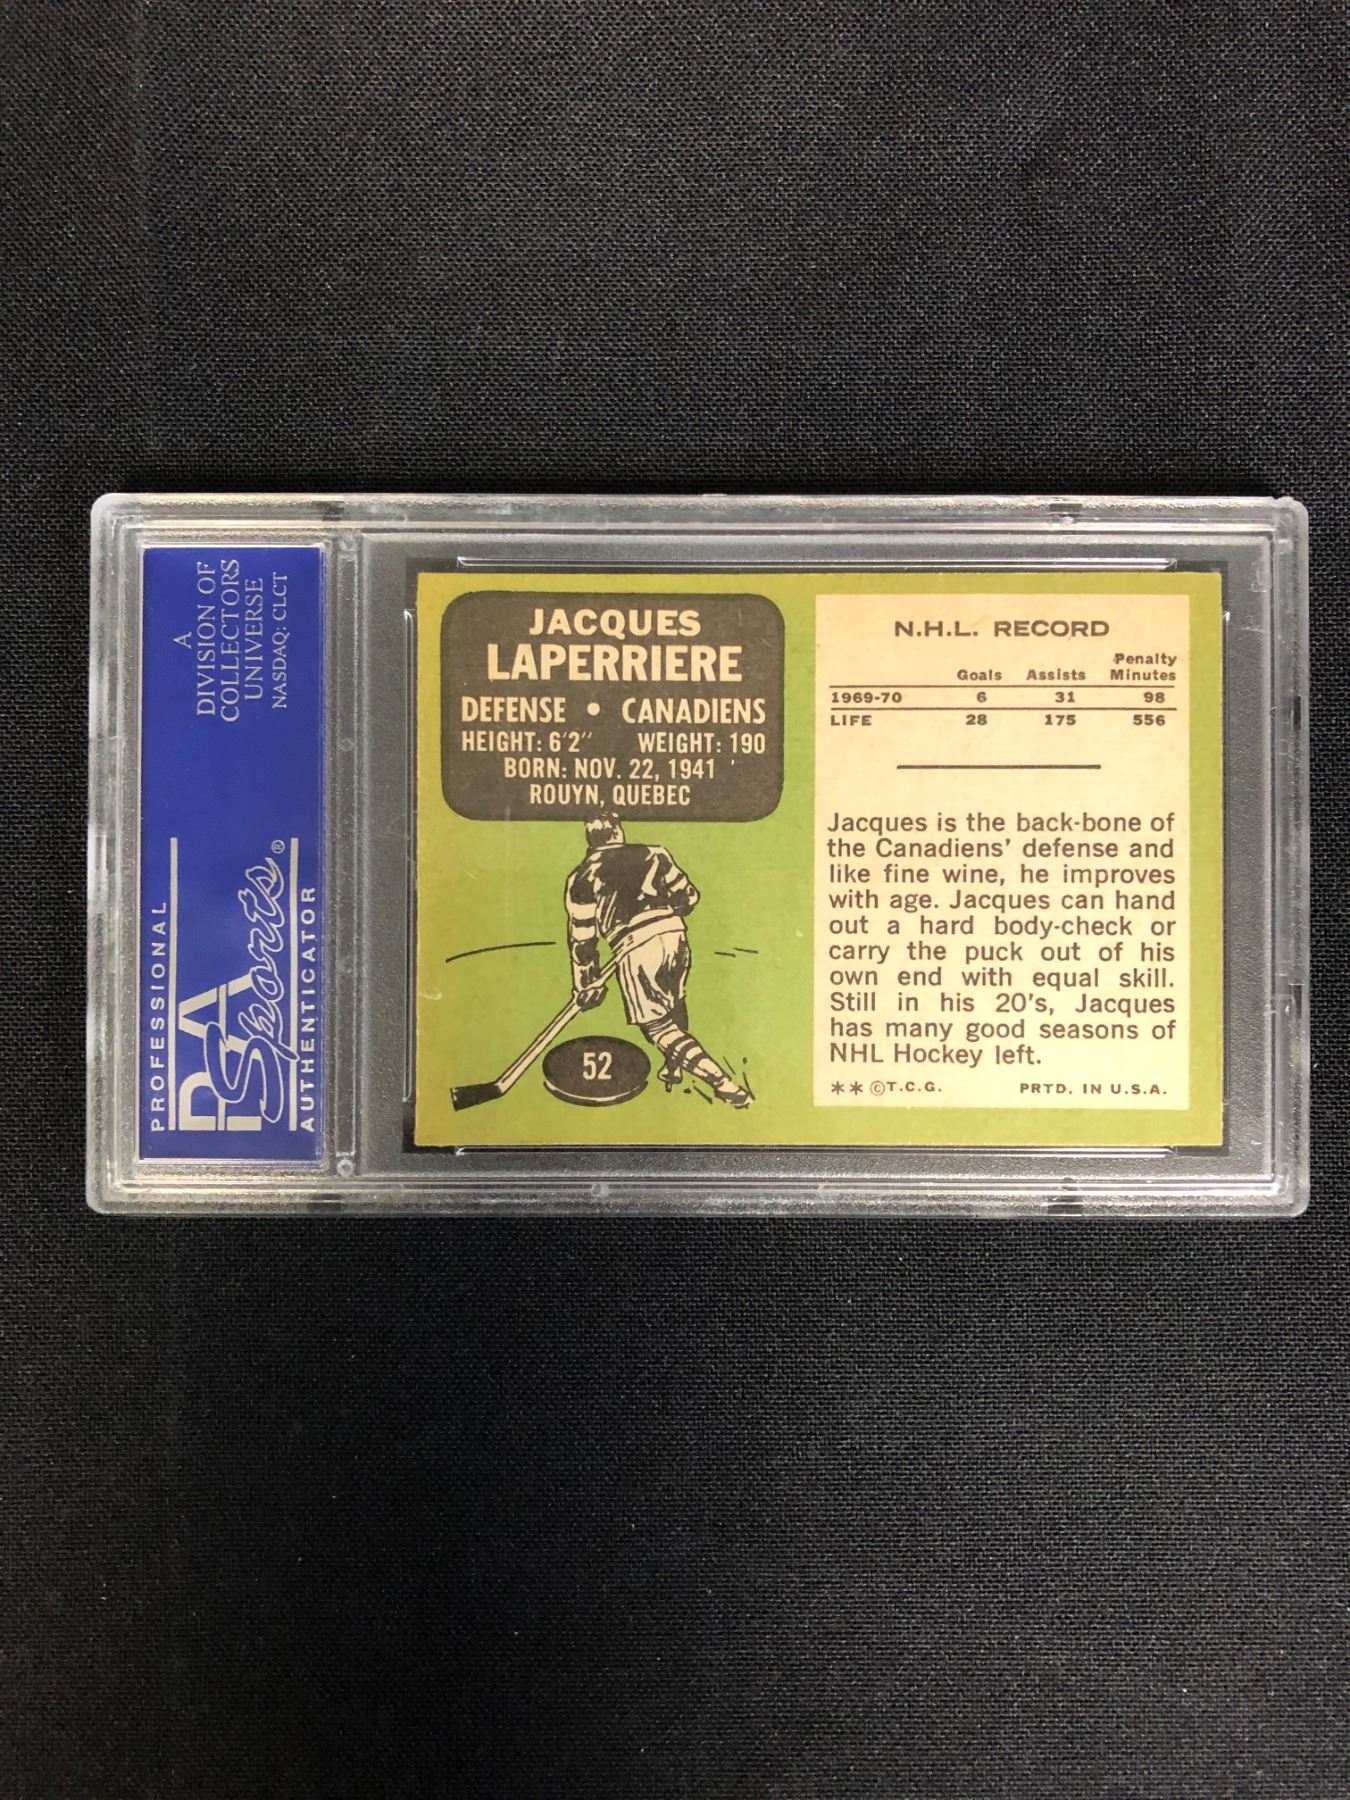 A
DIVISION OF
COLLECTORS
UNIVERSE
NASDAQ: CLCT
PROFESSIONAL
PSA
Sports®
AUTHENTICATOR
JACQUES
LAPERRIERE
DEFENSE • CANADIENS
HEIGHT: 6'2" WEIGHT: 190
BORN: NOV. 22, 1941
ROUYN, QUEBEC
52
N.H.L. RECORD
Goals Assists Penalty Minutes
1969-70 6 31 98
LIFE 28 175 556
Jacques is the back-bone of
the Canadiens' defense and
like fine wine, he improves
with age. Jacques can hand
out a hard body-check or
carry the puck out of his
own end with equal skill.
Still in his 20's, Jacques
has many good seasons of
NHL Hockey left.
** ©T.C.G. PRTD. IN U.S.A.